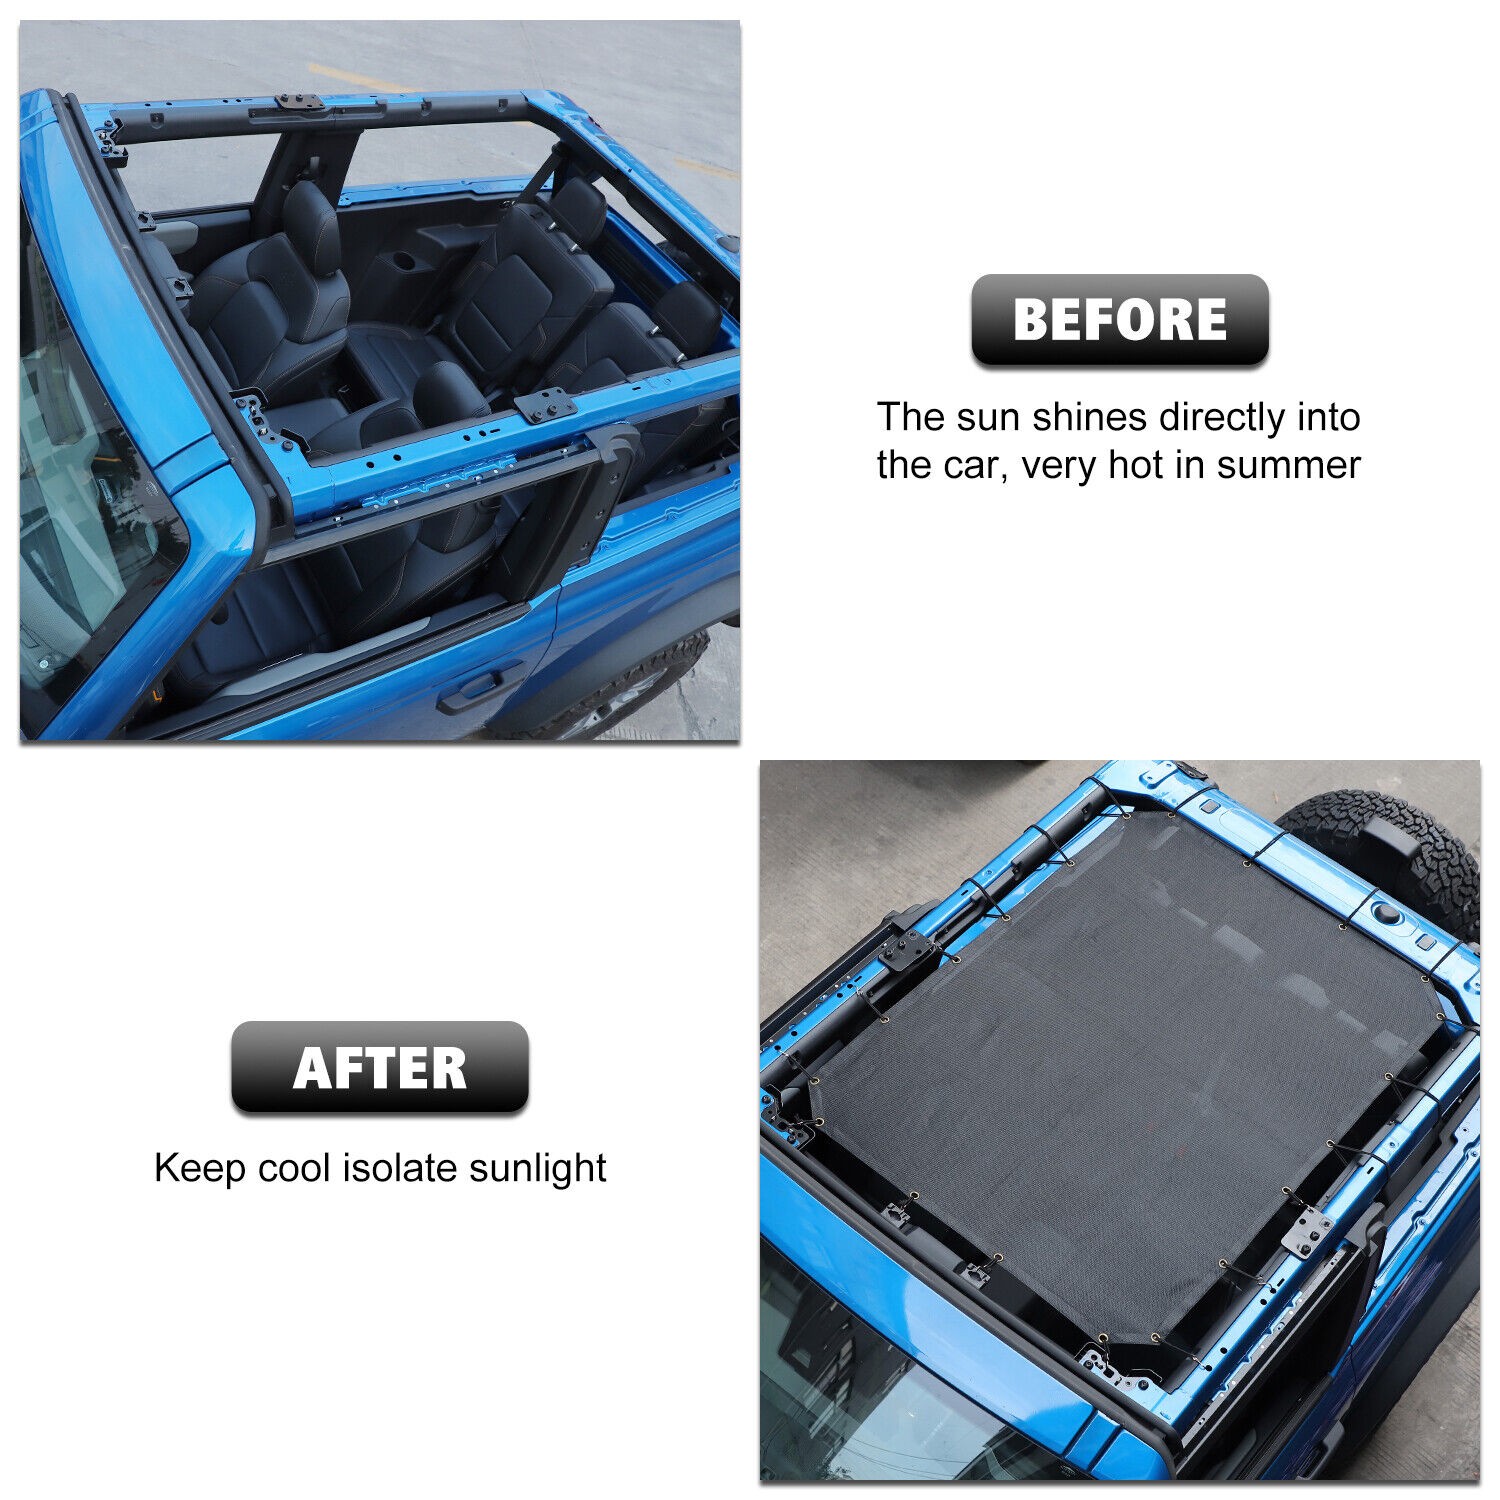 BEFORE
The sun shines directly into
the car, very hot in summer
AFTER
Keep cool isolate sunlight